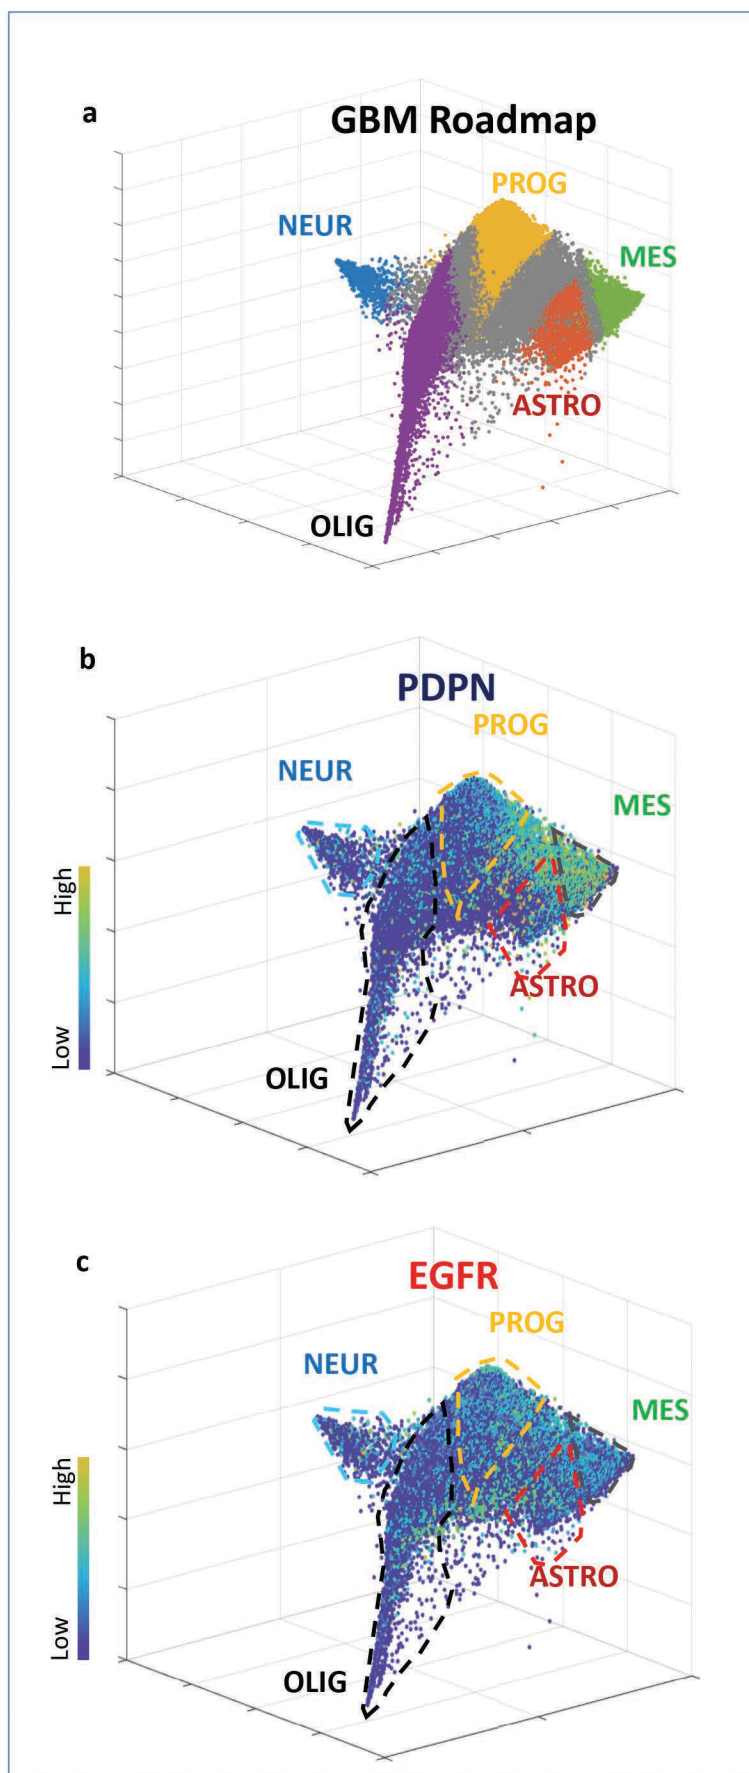 a
GBM Roadmap
PROG
NEUR
MES
ASTRO
OLIG
b
PDPN
PROG
NEUR
MES
High
Low
ASTRO
OLIG
c
EGFR
PROG
NEUR
MES
High
Low
ASTRO
OLIG